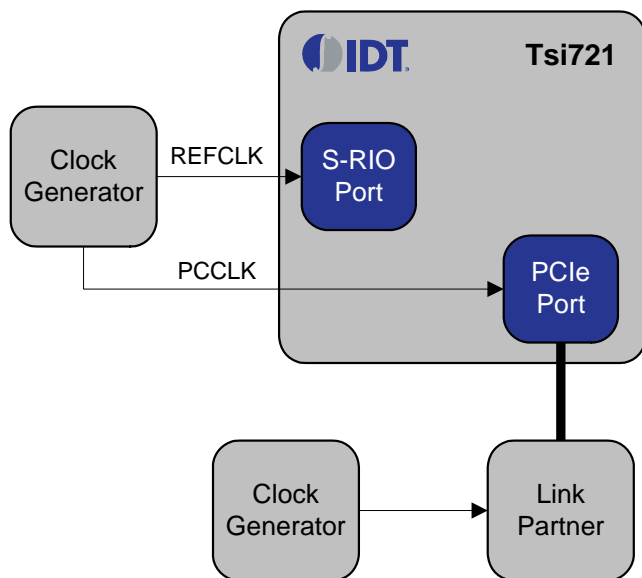 IDT
Tsi721
Clock
Generator
REFCLK
S-RIO
Port
PCCLK
PCIe
Port
Clock
Generator
Link
Partner